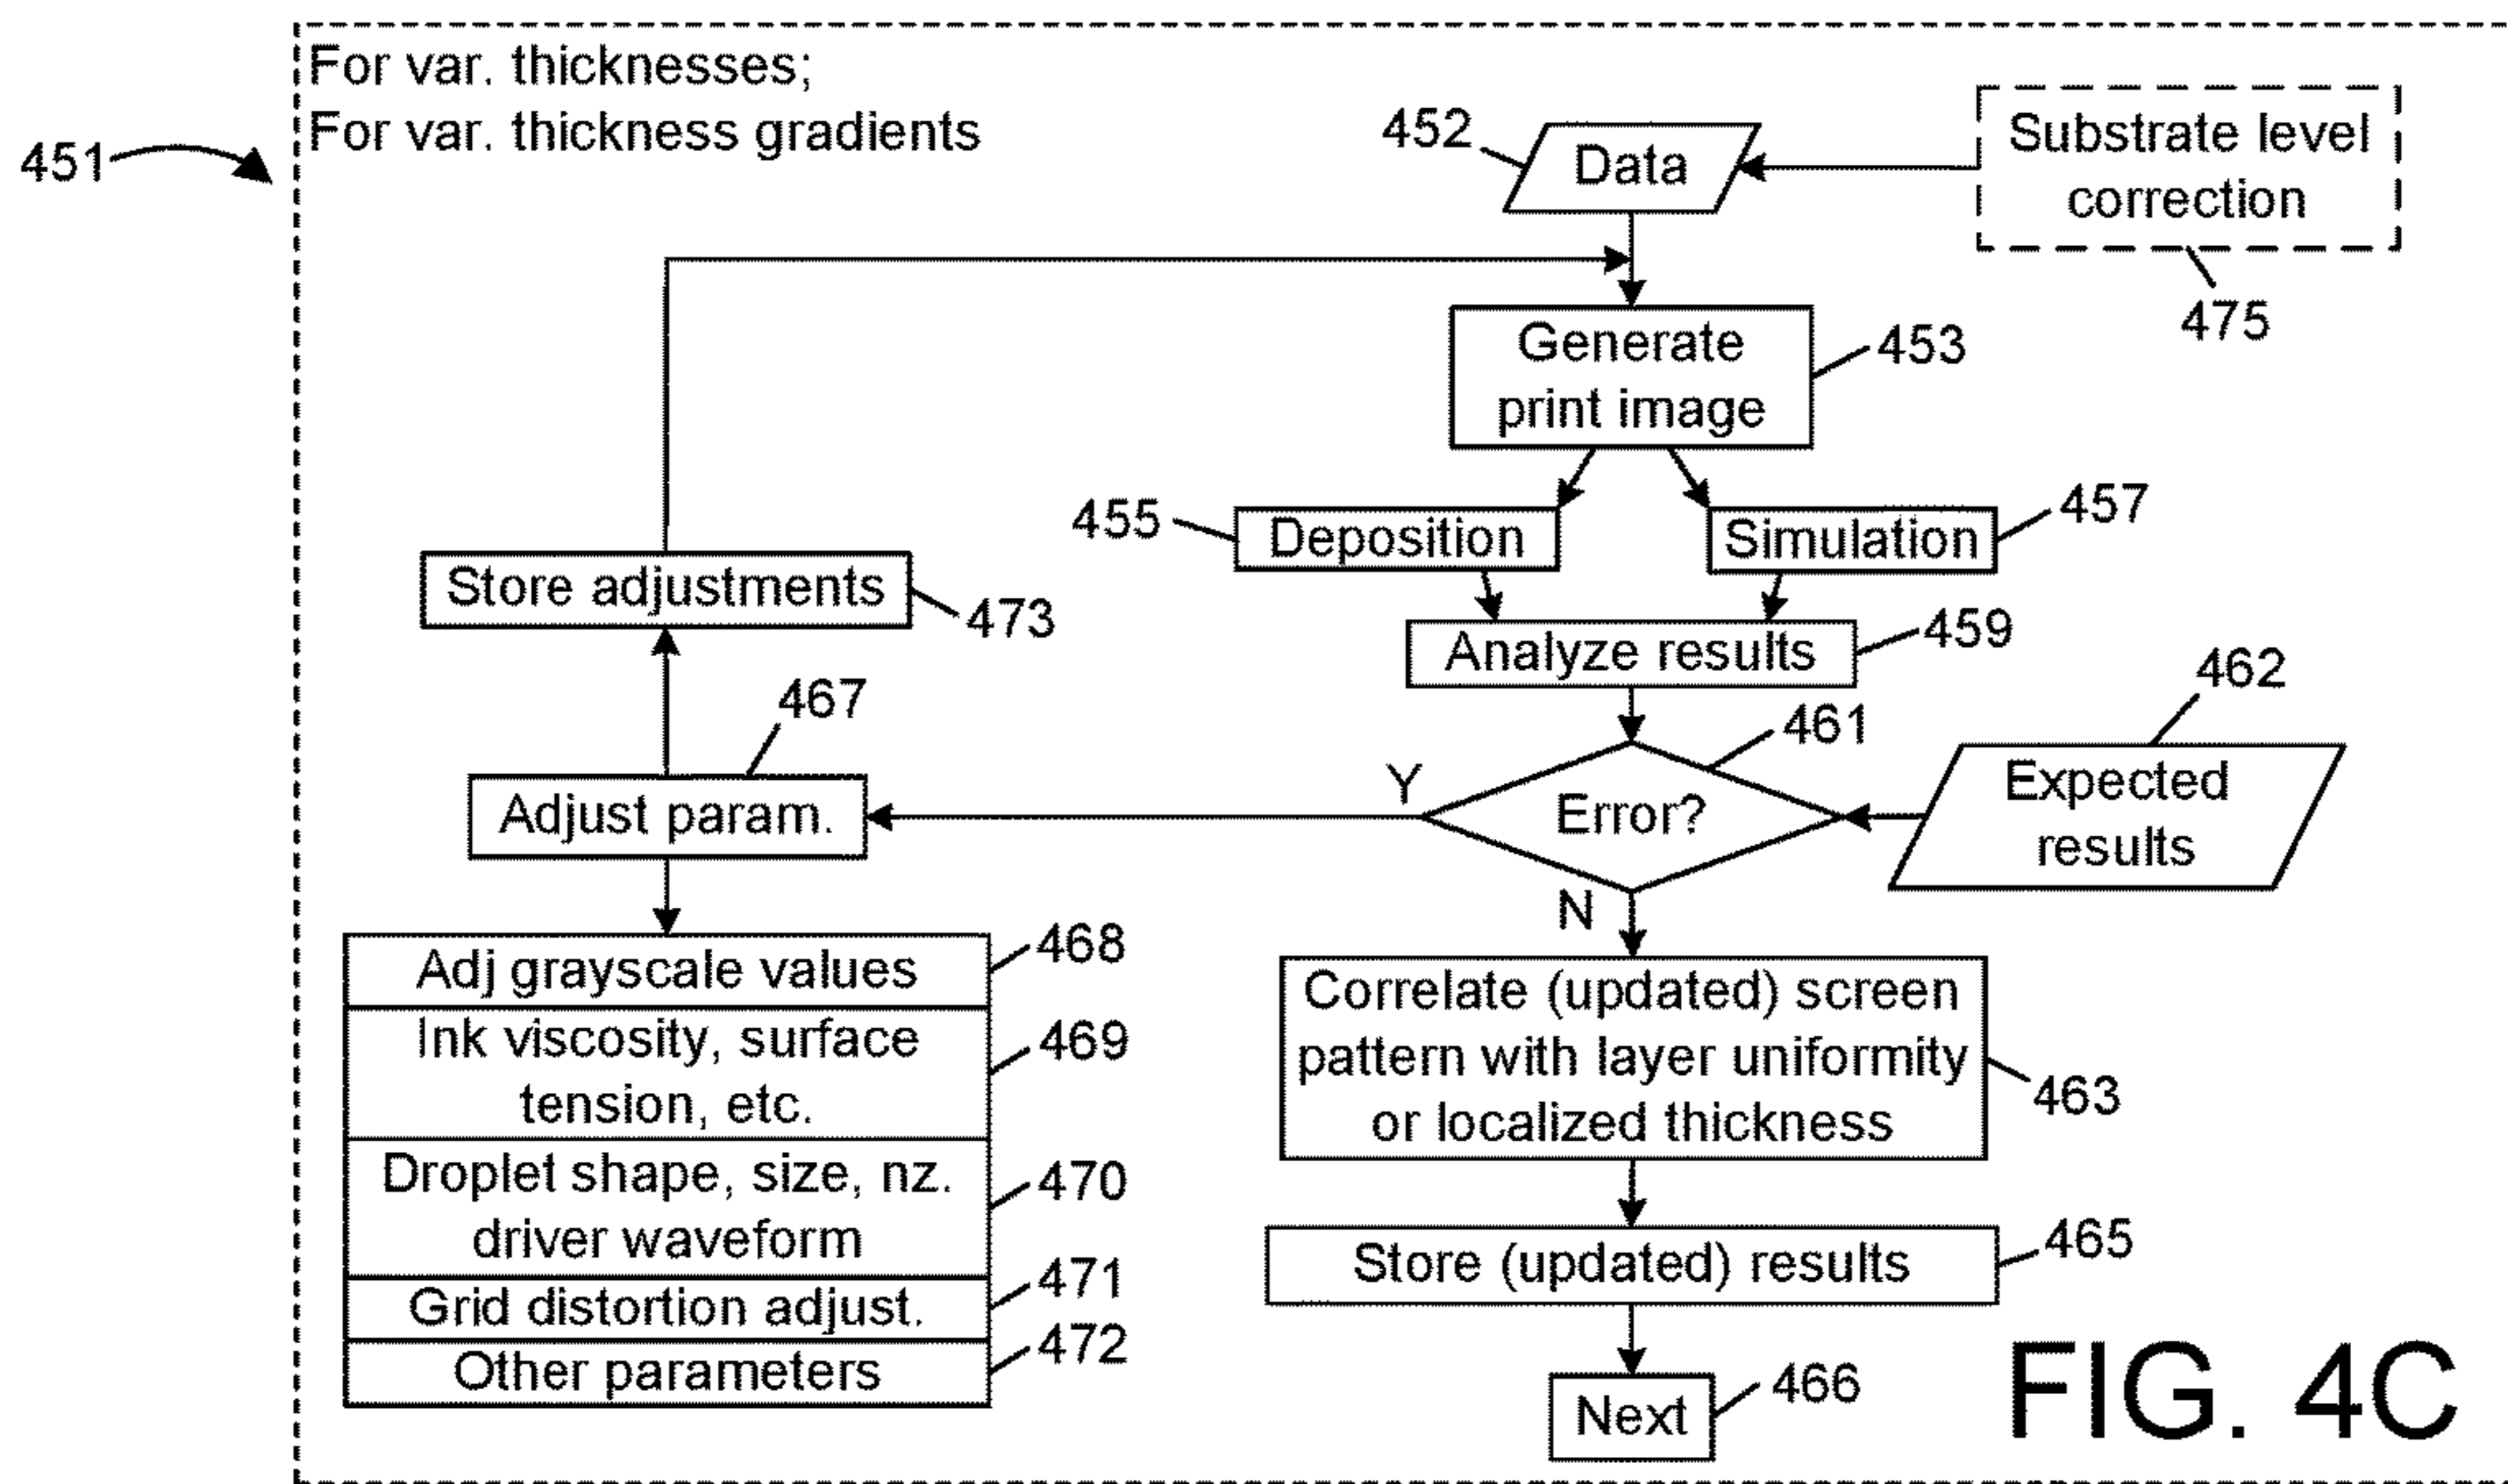 For var. thicknesses;
For var. thickness gradients
451
452
Data
Substrate level
correction
475
Generate
print image
453
455
Deposition
Simulation
457
Store adjustments
473
Analyze results
459
467
461
462
Adjust param.
Y
Error?
Expected
results
N
Adj grayscale values
468
Ink viscosity, surface
tension, etc.
469
Droplet shape, size, nz.
driver waveform
470
Grid distortion adjust.
471
Other parameters
472
Correlate (updated) screen
pattern with layer uniformity
or localized thickness
463
Store (updated) results
465
Next
466
FIG. 4C